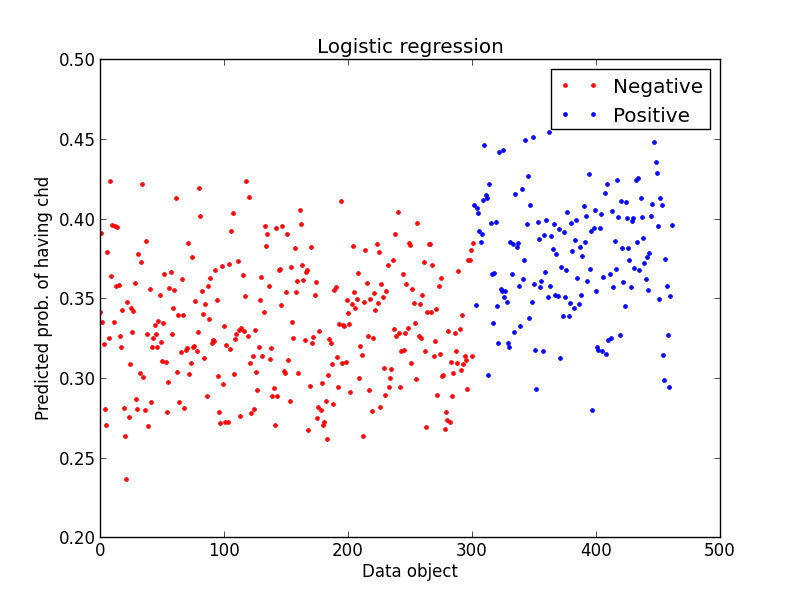 Logistic regression
0.50
0.45
0.40
0.35
0.30
0.25
0.20
Predicted prob. of having chd
Negative
Positive
0
100
200
300
400
500
Data object